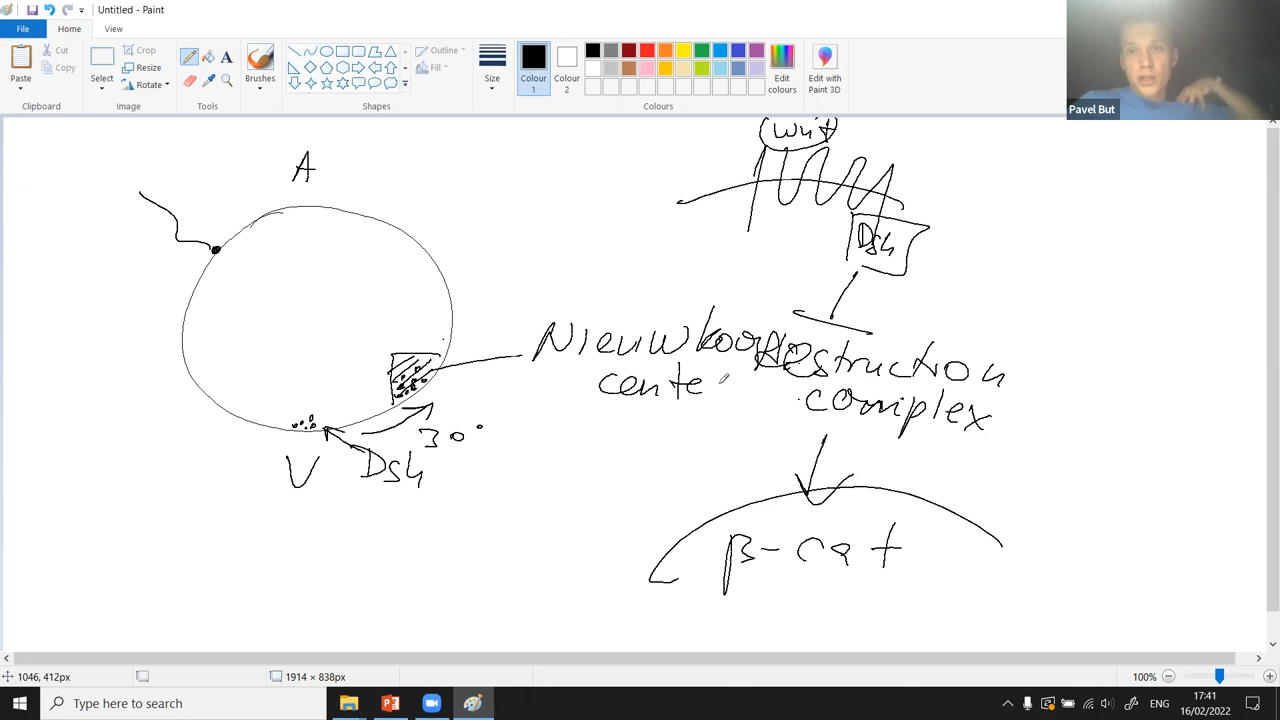 Untitled - Paint
File
Home
View
Paste
Cut
Copy
Clipboard
Select
Crop
Resize
Rotate
Image
Tools
Brushes
Shapes
Outline
Fill
Size
Colour 1
Colour 2
Colours
Edit colours
Edit with Paint 3D
Pavel But
A
Wnt
Dsh
Nieuwkoop
cente
destruction
complex
30°
V
Dsh
β-cat
1046, 412px
1914 × 838px
100%
Type here to search
ENG
17:41
16/02/2022